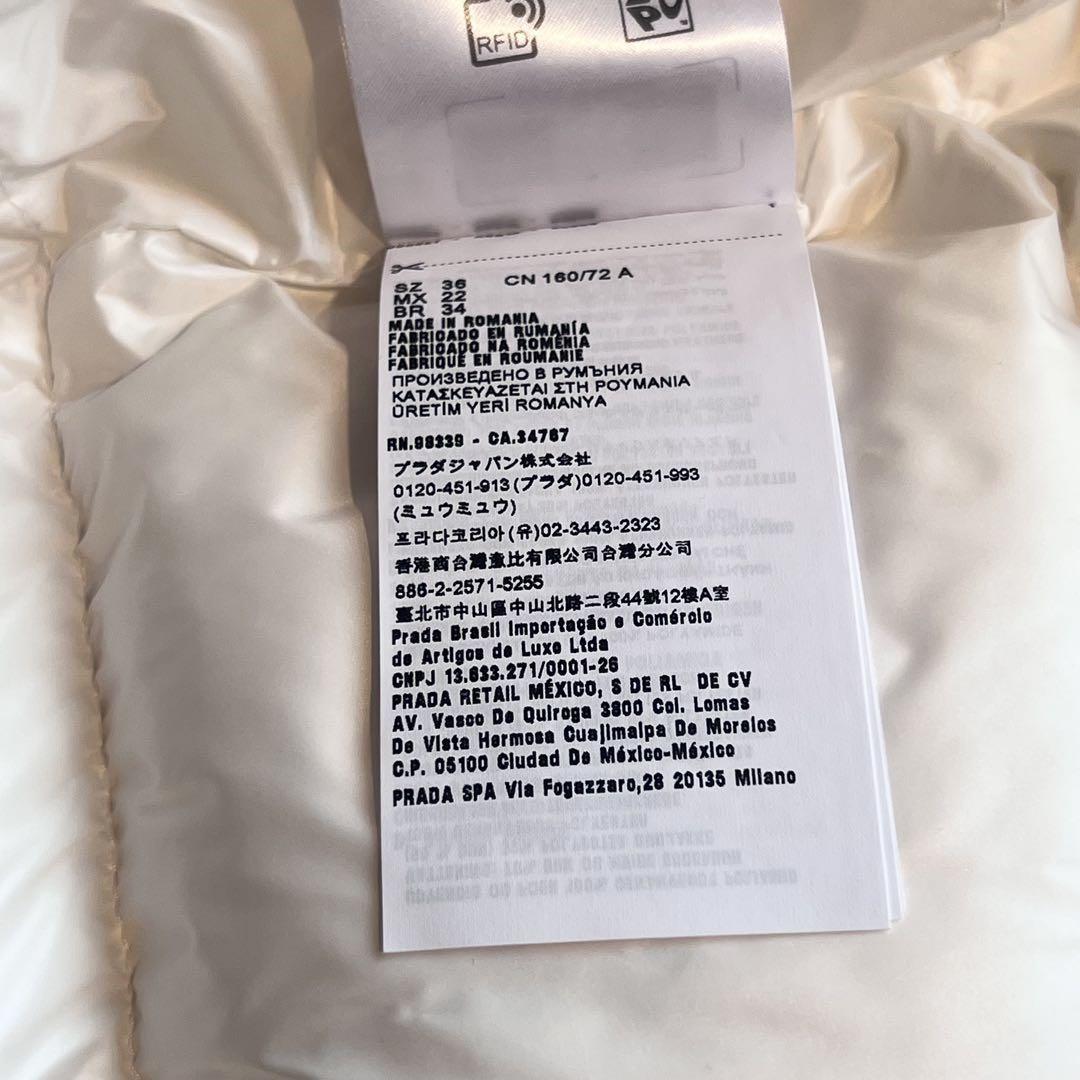 RFID
SZ 36 CN 160/72 A
MX 22
BR 34
MADE IN ROMANIA
FABRICADO EN RUMANÍA
FABRICADO NA ROMÉNIA
FABRIQUÉ EN ROUMANIE
ПРОИЗВЕДЕНО В РУМЪНИЯ
ΚΑΤΑΣΚΕΥΑΖΕΤΑΙ ΣΤΗ ΡΟΥΜΑΝΙΑ
ÜRETİM YERİ ROMANYA
RN.98339 - CA.34767
プラダジャパン株式会社
0120-451-913(プラダ)0120-451-993
(ミュウミュウ)
프라다코리아(유)02-3443-2323
香港商台灣壹比有限公司台灣分公司
886-2-2571-5255
臺北市中山區中山北路二段44號12樓A室
Prada Brasil Importação e Comércio
de Artigos de Luxo Ltda
CNPJ 13.633.271/0001-26
PRADA RETAIL MÉXICO, S DE RL DE CV
AV. Vasco De Quiroga 3800 Col. Lomas
De Vista Hermosa Cuajimalpa De Morelos
C.P. 05100 Ciudad De México-México
PRADA SPA Via Fogazzaro,28 20135 Milano